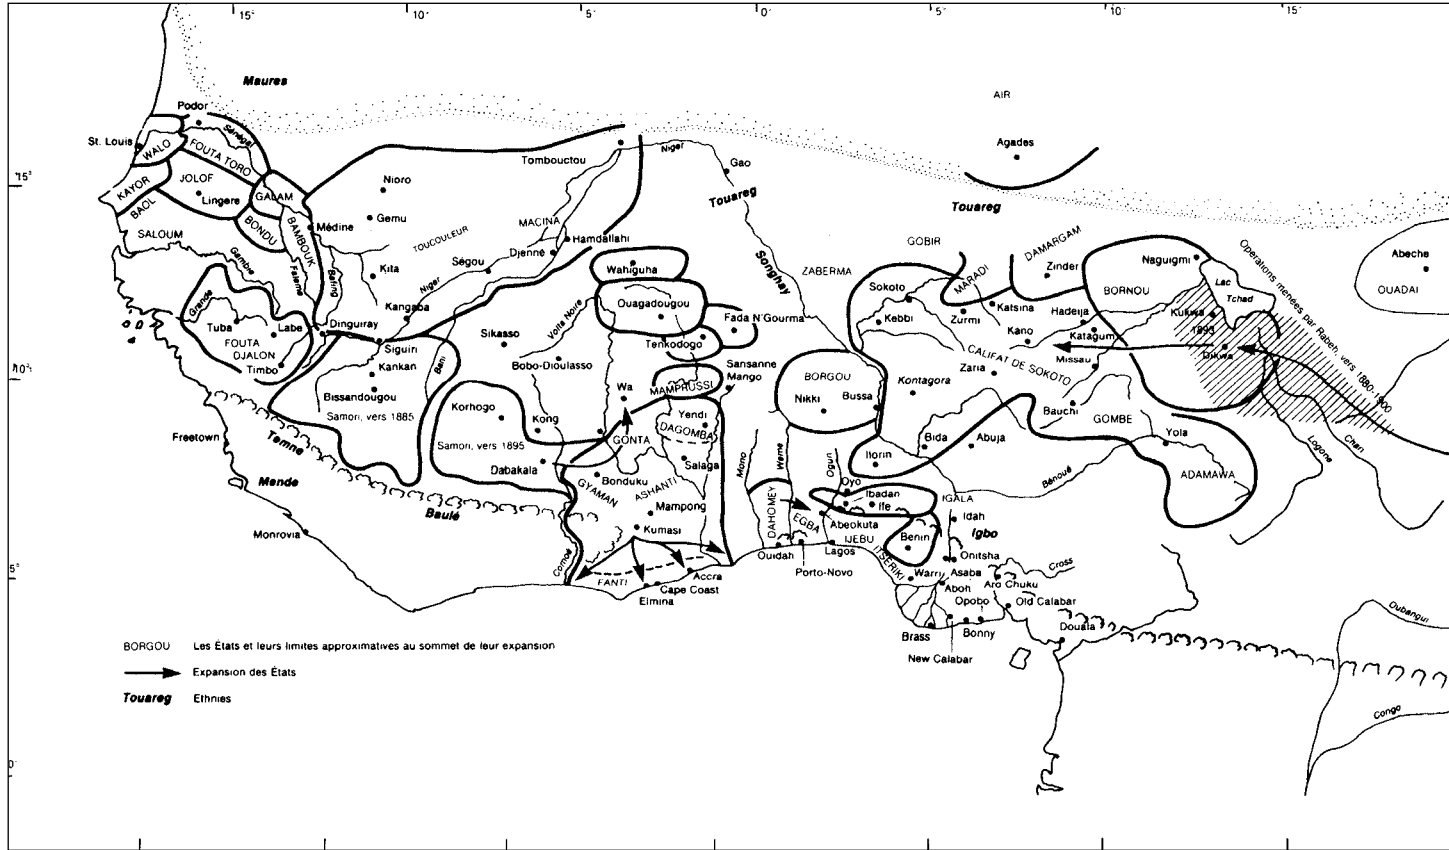 15°
10°
5°
0°
5°
10°
15°
Maures
AIR
Podor
Agades
St. Louis
Sénégal
WALO
FOUTA TORO
Tombouctou
Niger
Gao
15°
KAYOR
JOLOF
Lingere
GALAM
Nioro
Touareg
Touareg
BAOL
BONDU
BAMBOUK
Médine
Gemu
MACINA
SALOUM
TOUCOULEUR
Hamdallahi
Djenné
GOBIR
DAMARGAM
Naguigmi
Abeche
OUADAI
Gambie
Faleme
Bafing
Kita
Ségou
Niger
Wahiguha
Songhay
ZABERMA
MARADI
Zinder
BORNOU
Lac
Tchad
Opérations menées par Rabeh, vers 1880-1900
Grande
Kangaba
Ouagadougou
Sokoto
Katsina
Zurmi
Hadeija
Kukwa
1893
Tuba
Labe
Dinguiray
Sikasso
Volta Noire
Fada N'Gourma
Kebbi
Kano
Katagum
FOUTA
DJALON
Siguiri
Tenkodogo
CALIFAT DE SOKOTO
Missau
Dikwa
Timbo
Kankan
Bani
Bobo-Dioulasso
Sansanne
Mango
Zaria
10°
Bissandougou
Wa
MAMPRUSSI
BORGOU
Kontagora
Samori, vers 1885
Korhogo
Kong
Yendi
Nikki
Bussa
Bauchi
GOMBE
Freetown
Temne
Samori, vers 1895
GONTA
DAGOMBA
Bida
Abuja
Yola
Logone
Chari
Dabakala
Salaga
Mono
Weme
Ogun
Ilorin
Bénoué
ADAMAWA
Mende
Bonduku
GYAMAN
ASHANTI
Oyo
Ibadan
Ife
IGALA
Baulé
Mampong
DAHOMEY
EGBA
Abeokuta
Idah
Igbo
Monrovia
Kumasi
IJEBU
Benin
Onitsha
Comoé
Ouidah
Lagos
ITSERIKI
Warri
Asaba
Cross
5°
FANTI
Accra
Porto-Novo
Aboh
Aro Chuku
Cape Coast
Elmina
Opobo
Old Calabar
Oubangui
Brass
Bonny
Douala
New Calabar
BORGOU Les États et leurs limites approximatives au sommet de leur expansion
Expansion des États
Touareg Ethnies
Congo
0°